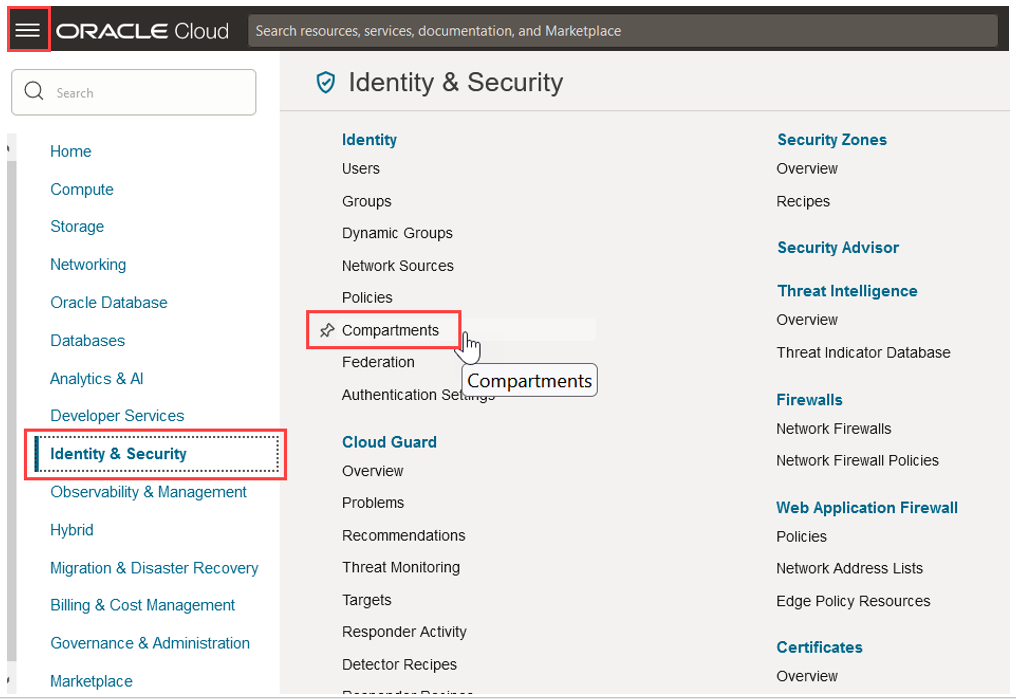 ORACLE Cloud
Search resources, services, documentation, and Marketplace
Search
Home
Compute
Storage
Networking
Oracle Database
Databases
Analytics & AI
Developer Services
Identity & Security
Observability & Management
Hybrid
Migration & Disaster Recovery
Billing & Cost Management
Governance & Administration
Marketplace
Identity & Security
Identity
Users
Groups
Dynamic Groups
Network Sources
Policies
Compartments
Federation
Compartments
Authentication Settings
Cloud Guard
Overview
Problems
Recommendations
Threat Monitoring
Targets
Responder Activity
Detector Recipes
Responder Recipes
Security Zones
Overview
Recipes
Security Advisor
Threat Intelligence
Overview
Threat Indicator Database
Firewalls
Network Firewalls
Network Firewall Policies
Web Application Firewall
Policies
Network Address Lists
Edge Policy Resources
Certificates
Overview